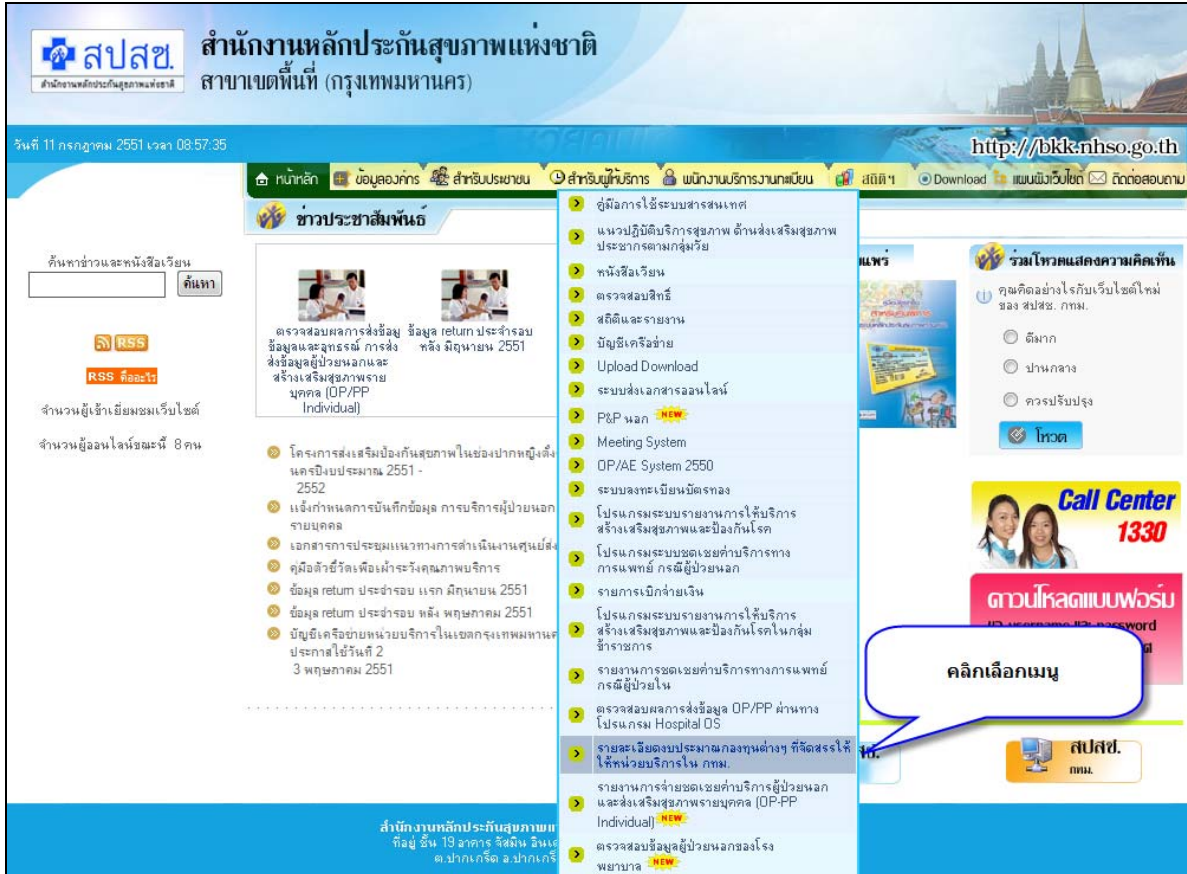 สปสช.
สำนักงานหลักประกันสุขภาพแห่งชาติ
สำนักงานหลักประกันสุขภาพแห่งชาติ
สาขาเขตพื้นที่ (กรุงเทพมหานคร)
วันที่ 11 กรกฎาคม 2551 เวลา 08:57:35
http://bkk.nhso.go.th
หน้าหลัก
ข้อมูลองค์กร
สำหรับประชาชน
สำหรับผู้ให้บริการ
พนักงานบริการงานทะเบียน
สถิติฯ
Download
แผนผังเว็บไซต์
ติดต่อสอบถาม
ข่าวประชาสัมพันธ์
ค้นหาข่าวและหนังสือเวียน
ค้นหา
RSS
RSS คืออะไร
จำนวนผู้เข้าเยี่ยมชมเว็บไซต์
จำนวนผู้ออนไลน์ขณะนี้ 8 คน
ตรวจสอบผลการส่งข้อมูล
ข้อมูลและอุทธรณ์ การส่ง
ส่งข้อมูลผู้ป่วยนอกและ
สร้างเสริมสุขภาพราย
บุคคล (OP/PP
Individual)
ข้อมูล return ประจำรอบ
หลัง มิถุนายน 2551
โครงการส่งเสริมป้องกันสุขภาพในช่องปากหญิงตั้ง
นครปีงบประมาณ 2551 -
2552
แจ้งกำหนดการบันทึกข้อมูล การบริการผู้ป่วยนอก
รายบุคคล
เอกสารการประชุมแนวทางการดำเนินงานศูนย์ส่ง
คู่มือตัวชี้วัดเพื่อเฝ้าระวังคุณภาพบริการ
ข้อมูล return ประจำรอบ แรก มิถุนายน 2551
ข้อมูล return ประจำรอบ หลัง พฤษภาคม 2551
บัญชีเครือข่ายหน่วยบริการในเขตกรุงเทพมหานคร
ประกาศใช้วันที่ 2
3 พฤษภาคม 2551
คู่มือการใช้ระบบสารสนเทศ
แนวปฏิบัติบริการสุขภาพ ด้านส่งเสริมสุขภาพ
ประชากรตามกลุ่มวัย
หนังสือเวียน
ตรวจสอบสิทธิ์
สถิติและรายงาน
บัญชีเครือข่าย
Upload Download
ระบบส่งเอกสารออนไลน์
P&P นอก NEW
Meeting System
OP/AE System 2550
ระบบลงทะเบียนบัตรทอง
โปรแกรมระบบรายงานการให้บริการ
สร้างเสริมสุขภาพและป้องกันโรค
โปรแกรมระบบชดเชยค่าบริการทาง
การแพทย์ กรณีผู้ป่วยนอก
รายการเบิกจ่ายเงิน
โปรแกรมระบบรายงานการให้บริการ
สร้างเสริมสุขภาพและป้องกันโรคในกลุ่ม
ข้าราชการ
รายงานการชดเชยค่าบริการทางการแพทย์
กรณีผู้ป่วยใน
ตรวจสอบผลการส่งข้อมูล OP/PP ผ่านทาง
โปรแกรม Hospital OS
รายละเอียดงบประมาณกองทุนต่างๆ ที่จัดสรรให้
ให้หน่วยบริการใน กทม.
รายงานการจ่ายชดเชยค่าบริการผู้ป่วยนอก
และส่งเสริมสุขภาพรายบุคคล (OP-PP
Individual) NEW
ตรวจสอบข้อมูลผู้ป่วยนอกของโรง
พยาบาล NEW
ร่วมโหวตแสดงความคิดเห็น
คุณคิดอย่างไรกับเว็บไซต์ใหม่
ของ สปสช. กทม.
ดีมาก
ปานกลาง
ควรปรับปรุง
โหวต
Call Center
1330
ดาวน์โหลดแบบฟอร์ม
ขอ username และ password
คลิกเลือกเมนู
สปสช.
กทม.
สำนักงานหลักประกันสุขภาพแห
ที่อยู่ ชั้น 19 อาคาร จัสมิน อินเต
ต.ปากเกร็ด อ.ปากเกร็